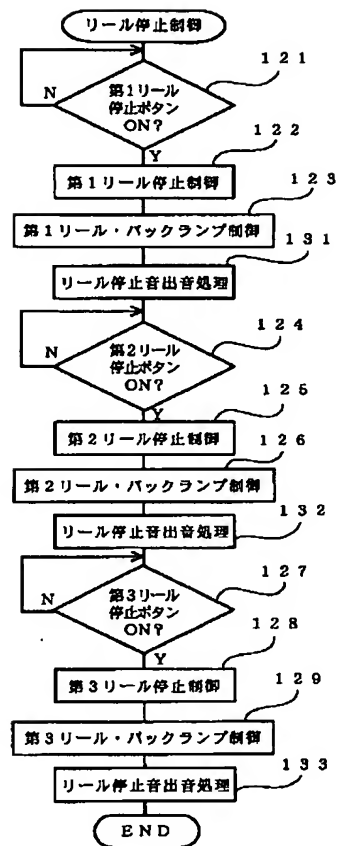 リール停止制御
121
第1リール
停止ボタン
ON?
N
Y
122
第1リール停止制御
123
第1リール・バックランプ制御
131
リール停止音出音処理
124
第2リール
停止ボタン
ON?
N
Y
125
第2リール停止制御
126
第2リール・バックランプ制御
132
リール停止音出音処理
127
第3リール
停止ボタン
ON?
N
Y
128
第3リール停止制御
129
第3リール・バックランプ制御
133
リール停止音出音処理
END